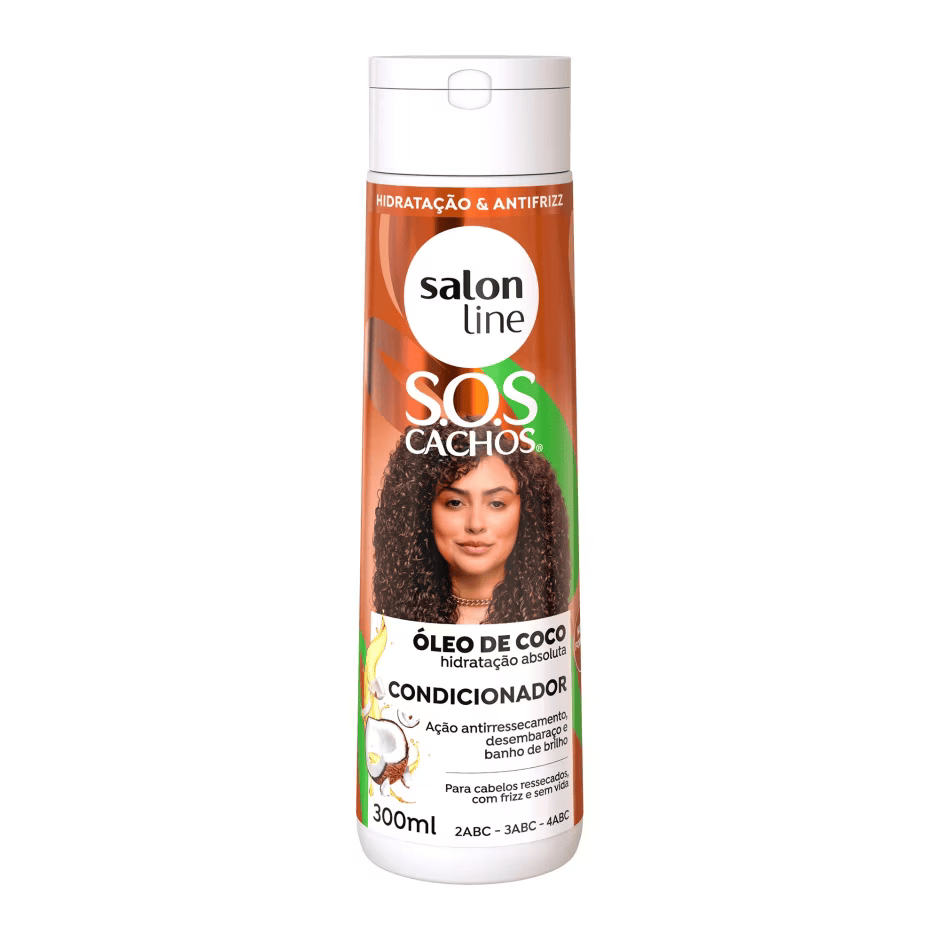 HIDRATAÇÃO & ANTIFRIZZ
salon
line
S.O.S
CACHOS®
ÓLEO DE COCO
hidratação absoluta
CONDICIONADOR
Ação antirressecamento,
desembaraço e
banho de brilho
Para cabelos ressecados,
com frizz e sem vida
300ml
2ABC - 3ABC - 4ABC